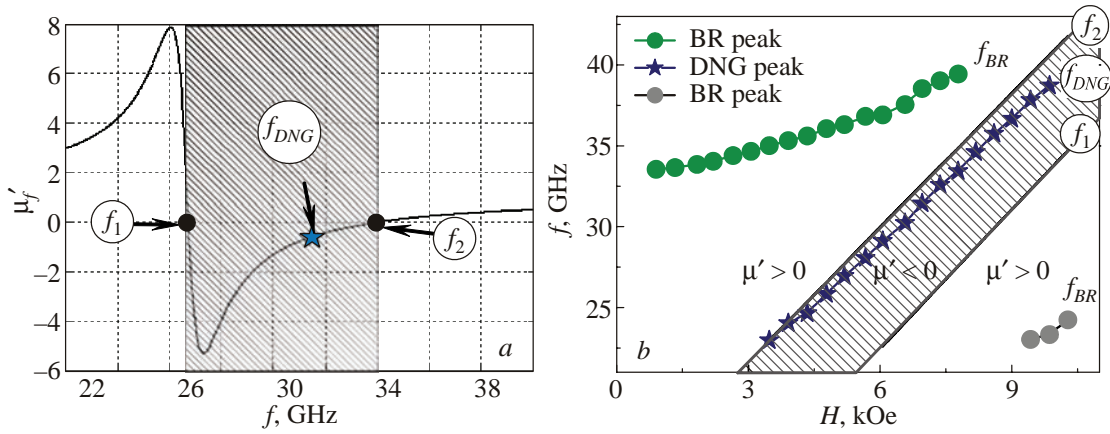 8
6
4
2
0
−2
−4
−6
μ′f
f1
fDNG
f2
a
22
26
30
34
38
f, GHz
BR peak
DNG peak
BR peak
fBR
f2
fDNG
f1
40
35
30
25
f, GHz
μ′ > 0
μ′ < 0
μ′ > 0
fBR
b
0
3
6
9
H, kOe